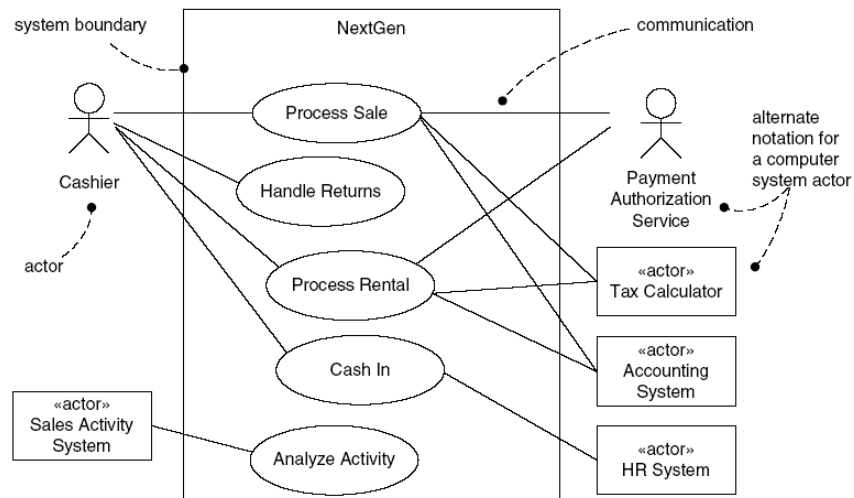 system boundary
NextGen
communication
Process Sale
alternate
notation for
a computer
system actor
Cashier
Handle Returns
Payment
Authorization
Service
actor
Process Rental
«actor»
Tax Calculator
Cash In
«actor»
Accounting
System
«actor»
Sales Activity
System
Analyze Activity
«actor»
HR System